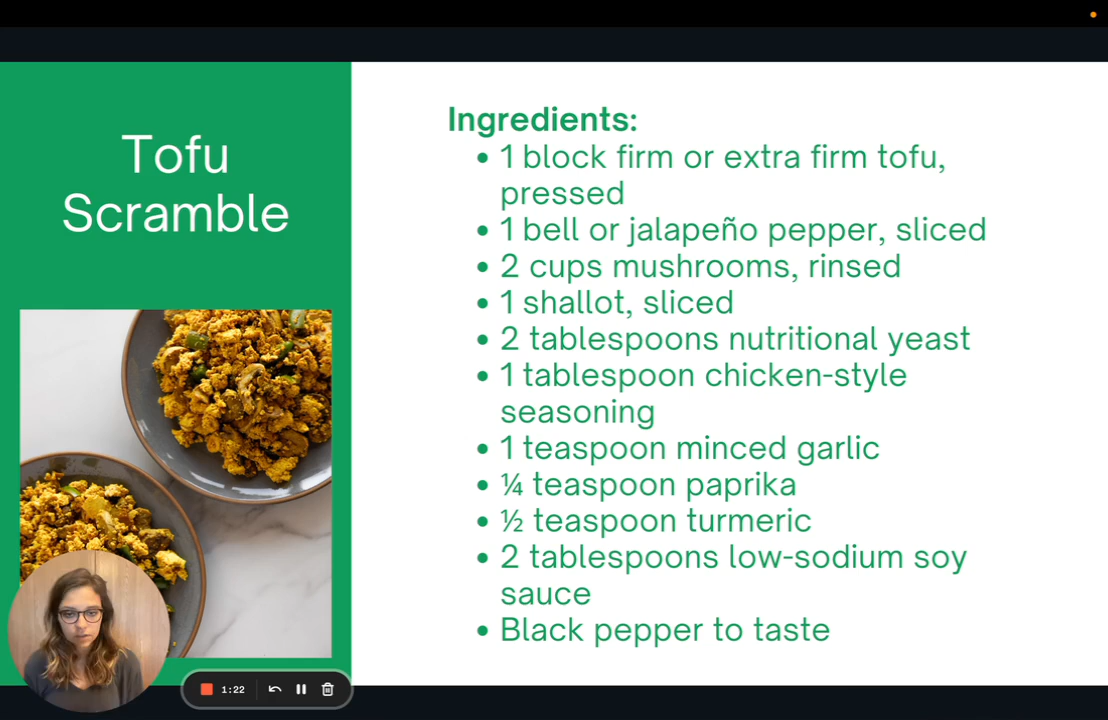 Tofu
Scramble
Ingredients:
• 1 block firm or extra firm tofu,
pressed
• 1 bell or jalapeño pepper, sliced
• 2 cups mushrooms, rinsed
• 1 shallot, sliced
• 2 tablespoons nutritional yeast
• 1 tablespoon chicken-style
seasoning
• 1 teaspoon minced garlic
• ¼ teaspoon paprika
• ½ teaspoon turmeric
• 2 tablespoons low-sodium soy
sauce
• Black pepper to taste
1:22